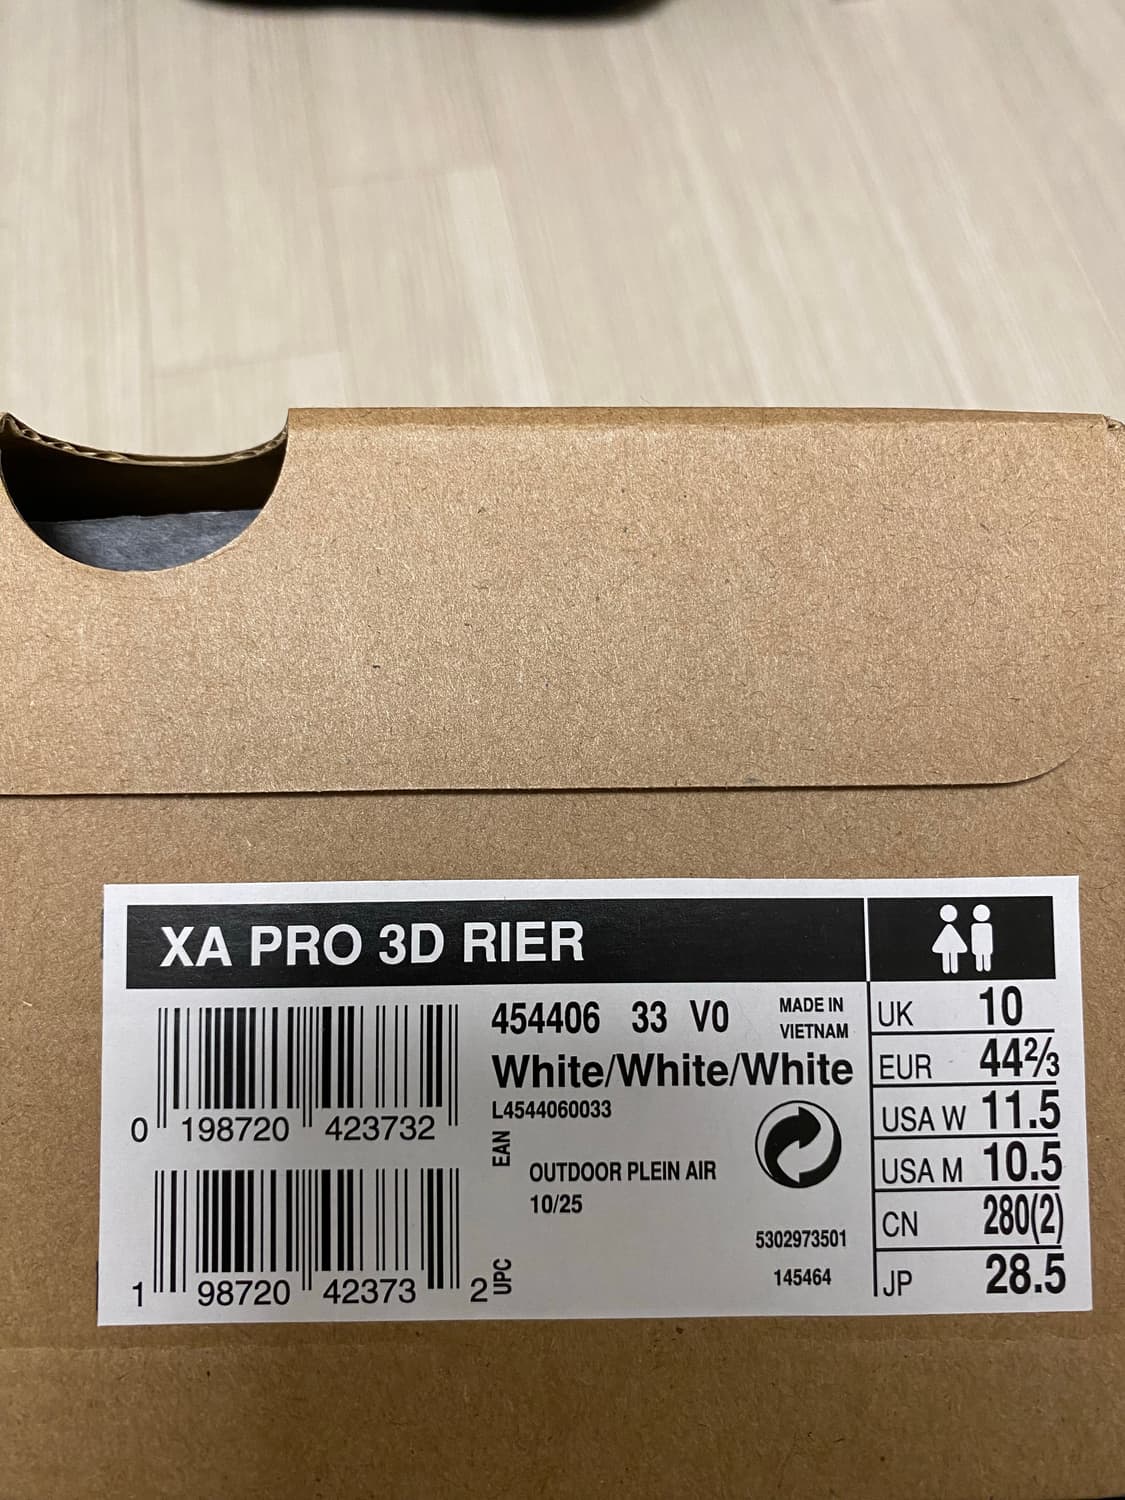 XA PRO 3D RIER
454406 33 V0
MADE IN
VIETNAM
White/White/White
L4544060033
0 198720 423732
EAN
OUTDOOR PLEIN AIR
10/25
5302973501
145464
1 98720 42373 2
UPC
UK 10
EUR 44⅔
USA W 11.5
USA M 10.5
CN 280(2)
JP 28.5